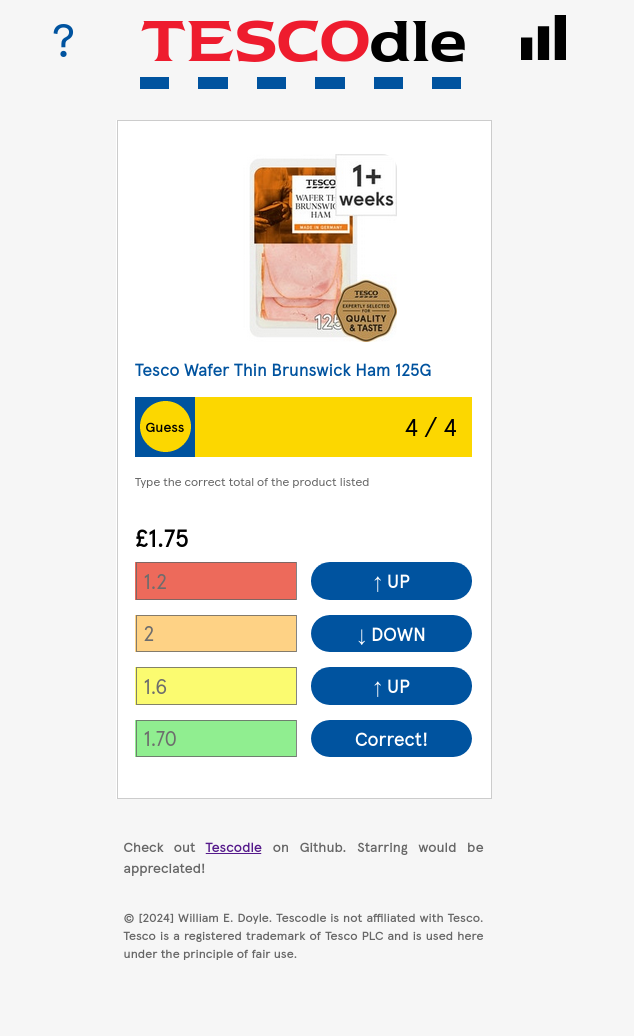 ?
TESCOdle
1+
weeks
TESCO
WAFER TH
BRUNSWIC
HAM
MADE IN GERMANY
TESCO
EXPERTLY SELECTED
FOR
QUALITY
& TASTE
125
Tesco Wafer Thin Brunswick Ham 125G
Guess 4 / 4
Type the correct total of the product listed
£1.75
1.2 ↑ UP
2 ↓ DOWN
1.6 ↑ UP
1.70 Correct!
Check out Tescodle on Github. Starring would be
appreciated!
© [2024] William E. Doyle. Tescodle is not affiliated with Tesco.
Tesco is a registered trademark of Tesco PLC and is used here
under the principle of fair use.